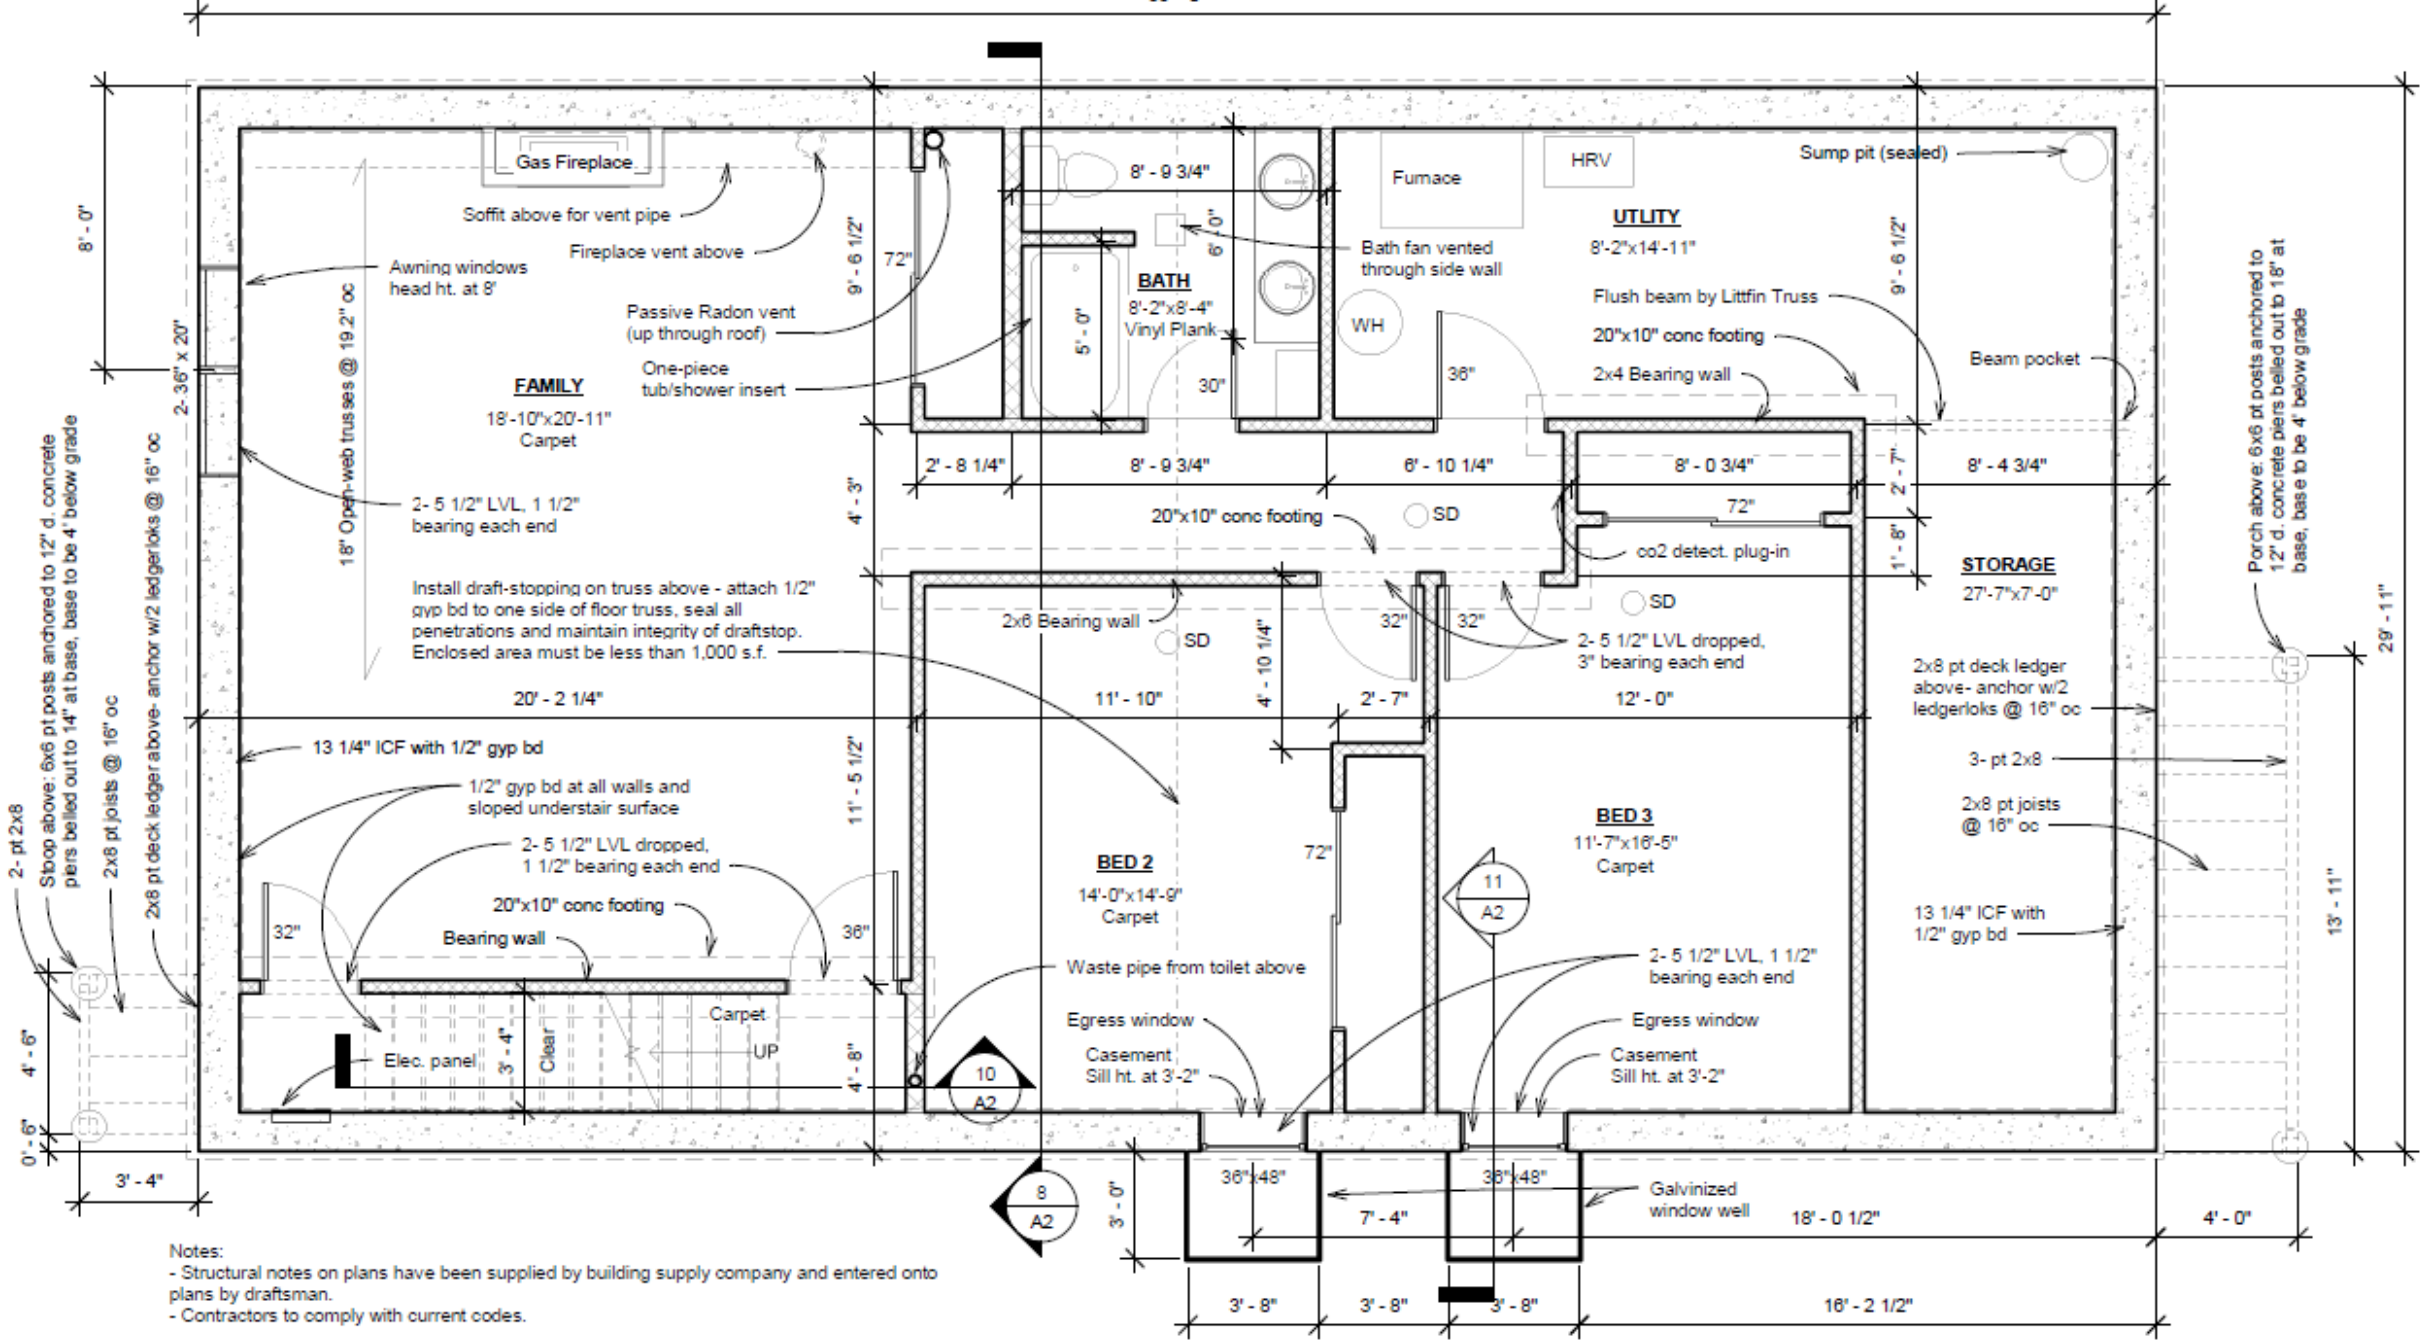 8' - 0"
2- 36" x 20"
Gas Fireplace
Soffit above for vent pipe
Fireplace vent above
Awning windows
head ht. at 8'
18" Open-web trusses @ 19.2" oc
Passive Radon vent
(up through roof)
One-piece
tub/shower insert
FAMILY
18'-10"x20'-11"
Carpet
2- 5 1/2" LVL, 1 1/2"
bearing each end
9' - 6 1/2"
72"
8' - 9 3/4"
6' - 0"
5' - 0"
BATH
8'-2"x8'-4"
Vinyl Plank
30"
Furnace
HRV
UTLITY
8'-2"x14'-11"
Bath fan vented
through side wall
WH
36"
Sump pit (sealed)
Flush beam by Littfin Truss
20"x10" conc footing
2x4 Bearing wall
9' - 6 1/2"
Beam pocket
Porch above: 6x6 pt posts anchored to
12" d. concrete piers belled out to 18" at
base, base to be 4' below grade
29' - 11"
2' - 8 1/4"
8' - 9 3/4"
6' - 10 1/4"
8' - 0 3/4"
2' - 7"
8' - 4 3/4"
4' - 3"
20"x10" conc footing
SD
72"
co2 detect. plug-in
1' - 8"
STORAGE
27'-7"x7'-0"
Install draft-stopping on truss above - attach 1/2"
gyp bd to one side of floor truss, seal all
penetrations and maintain integrity of draftstop.
Enclosed area must be less than 1,000 s.f.
2x6 Bearing wall
SD
4' - 10 1/4"
32"
32"
SD
2- 5 1/2" LVL dropped,
3" bearing each end
2x8 pt deck ledger
above- anchor w/2
ledgerloks @ 16" oc
20' - 2 1/4"
11' - 10"
2' - 7"
12' - 0"
13 1/4" ICF with 1/2" gyp bd
1/2" gyp bd at all walls and
sloped understair surface
11' - 5 1/2"
2- 5 1/2" LVL dropped,
1 1/2" bearing each end
20"x10" conc footing
Bearing wall
32"
36"
BED 2
14'-0"x14'-9"
Carpet
72"
BED 3
11'-7"x16'-5"
Carpet
11
A2
3- pt 2x8
2x8 pt joists
@ 16" oc
13' - 11"
13 1/4" ICF with
1/2" gyp bd
2- pt 2x8
Stoop above: 6x6 pt posts anchored to 12" d. concrete
piers belled out to 14" at base, base to be 4' below grade
2x8 pt joists @ 16" oc
2x8 pt deck ledger above- anchor w/2 ledgerloks @ 16" oc
Waste pipe from toilet above
2- 5 1/2" LVL, 1 1/2"
bearing each end
Carpet
UP
3' - 4"
Clear
Elec. panel
4' - 8"
10
A2
Egress window
Casement
Sill ht. at 3'-2"
Egress window
Casement
Sill ht. at 3'-2"
4' - 6"
0' - 6"
3' - 4"
8
A2
3' - 0"
36"x48"
36"x48"
Galvinized
window well
7' - 4"
18' - 0 1/2"
4' - 0"
3' - 8"
3' - 8"
3' - 8"
16' - 2 1/2"
Notes:
- Structural notes on plans have been supplied by building supply company and entered onto
plans by draftsman.
- Contractors to comply with current codes.